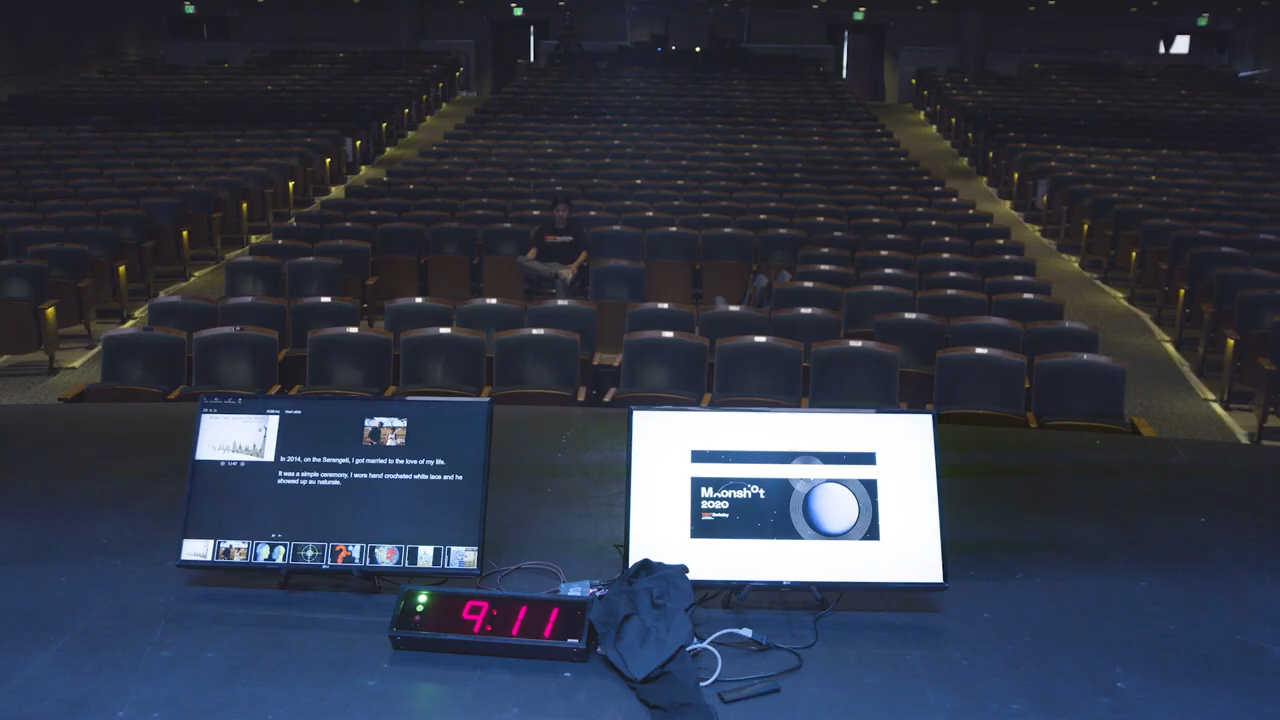 In 2014, on the Serengeti, I got married to the love of my life.
It was a simple ceremony. I wore hand crocheted white lace and he
showed up au naturale.
Moonshot
2020
9:11